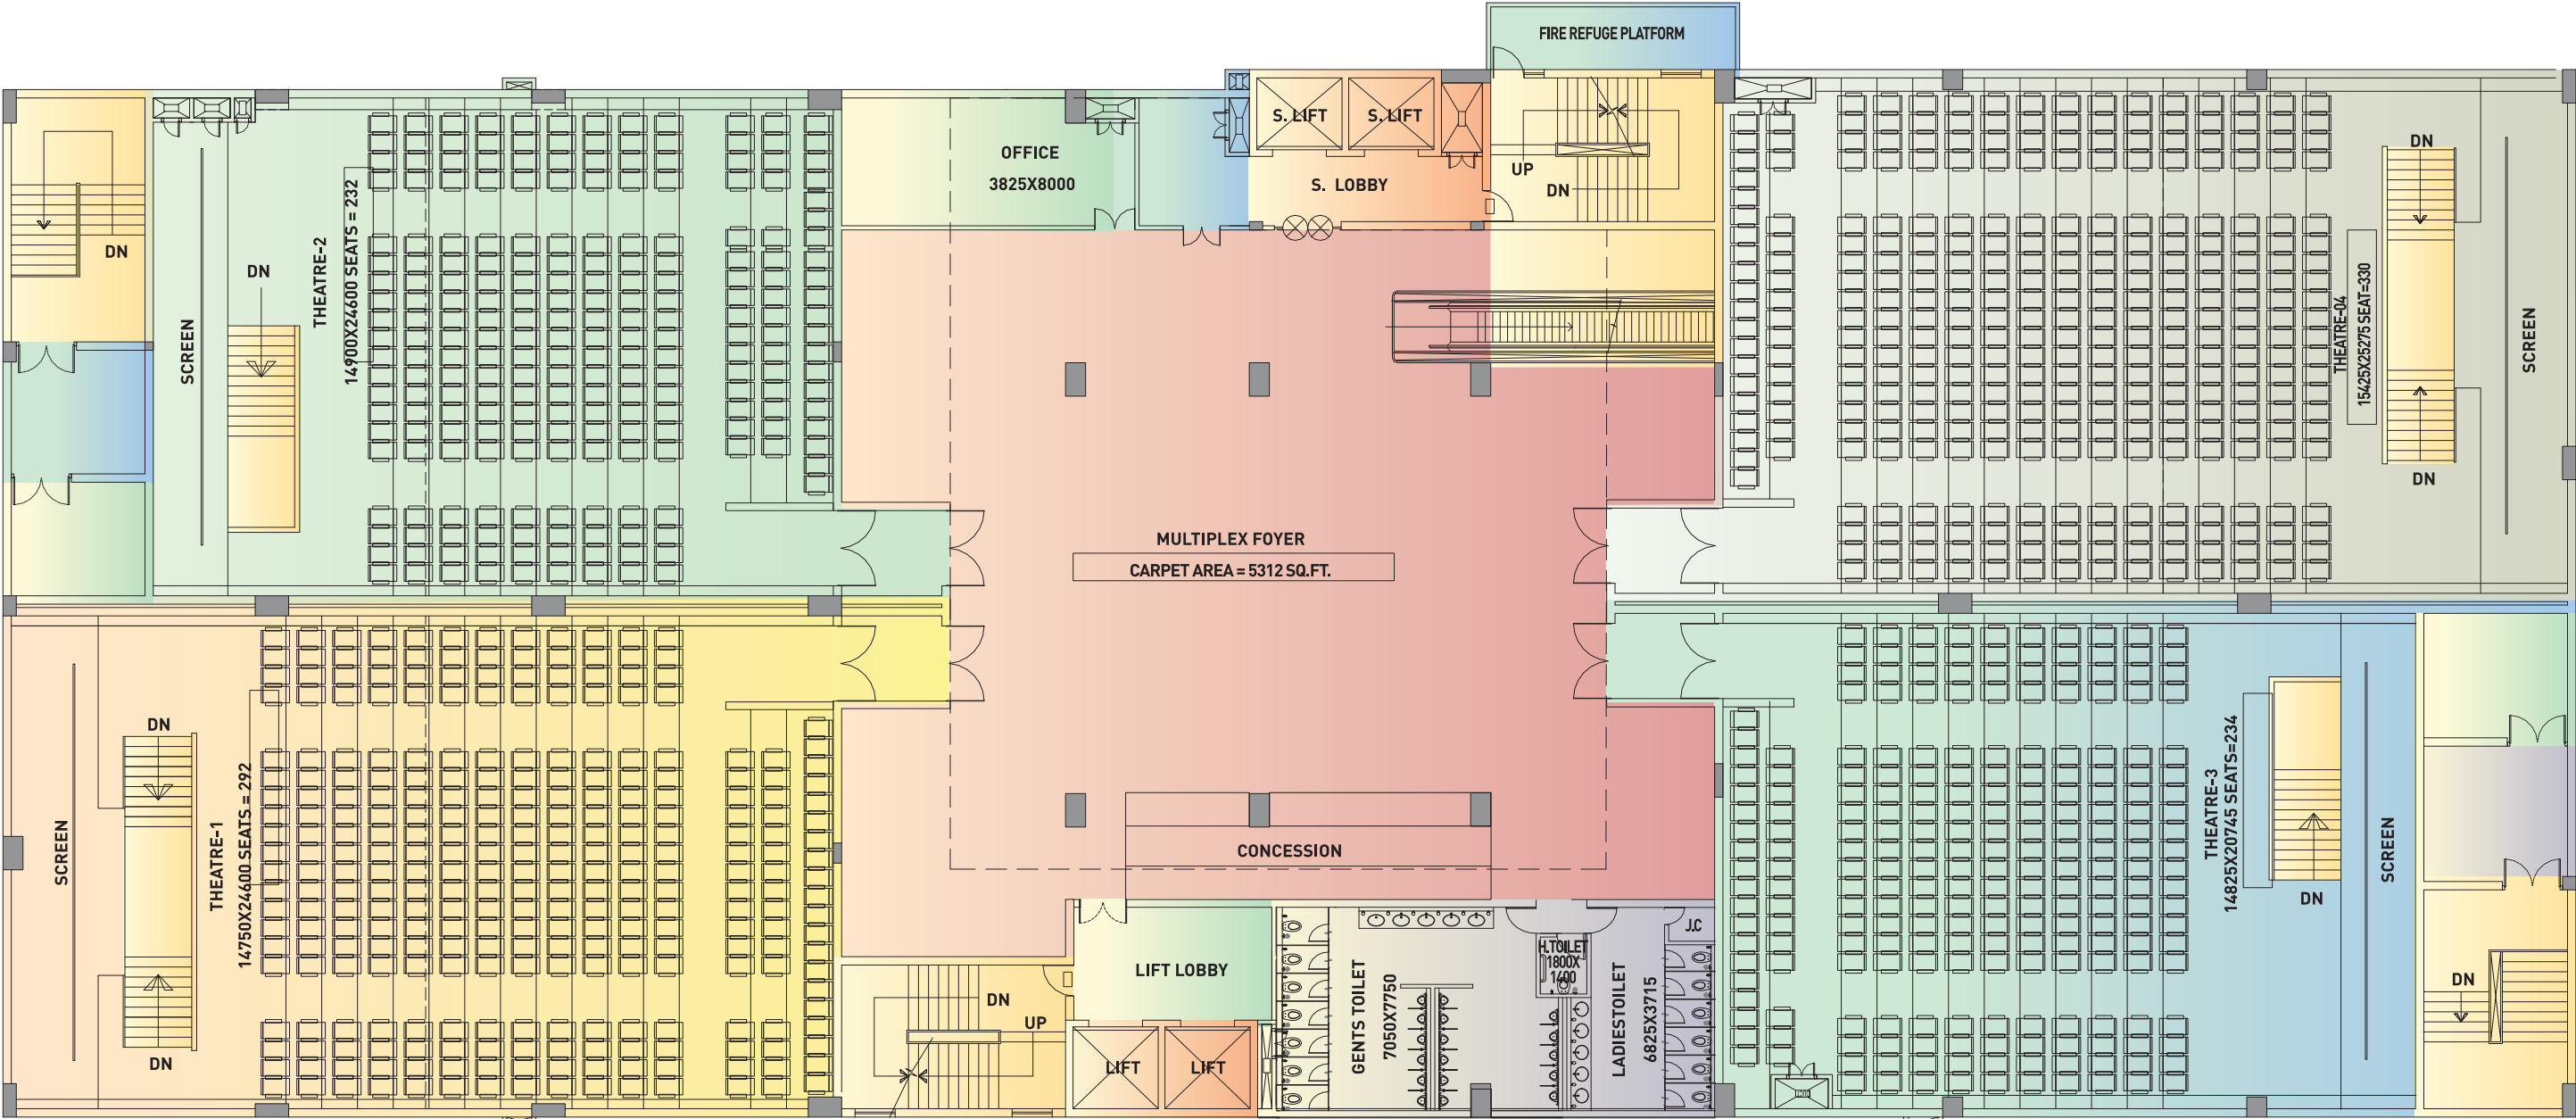 FIRE REFUGE PLATFORM
S. LIFT
S. LIFT
S. LOBBY
UP
DN
OFFICE
3825X8000
DN
SCREEN
DN
THEATRE-2
14900X24600 SEATS = 232
DN
THEATRE-04
15425X25275 SEAT=330
SCREEN
DN
MULTIPLEX FOYER
CARPET AREA = 5312 SQ.FT.
SCREEN
DN
DN
THEATRE-1
14750X24600 SEATS = 292
CONCESSION
THEATRE-3
14825X20745 SEATS=234
DN
SCREEN
DN
LIFT LOBBY
DN
UP
LIFT
LIFT
GENTS TOILET
7050X7750
H.TOILET
1800X
1400
LADIESTOILET
6825X3715
J.C